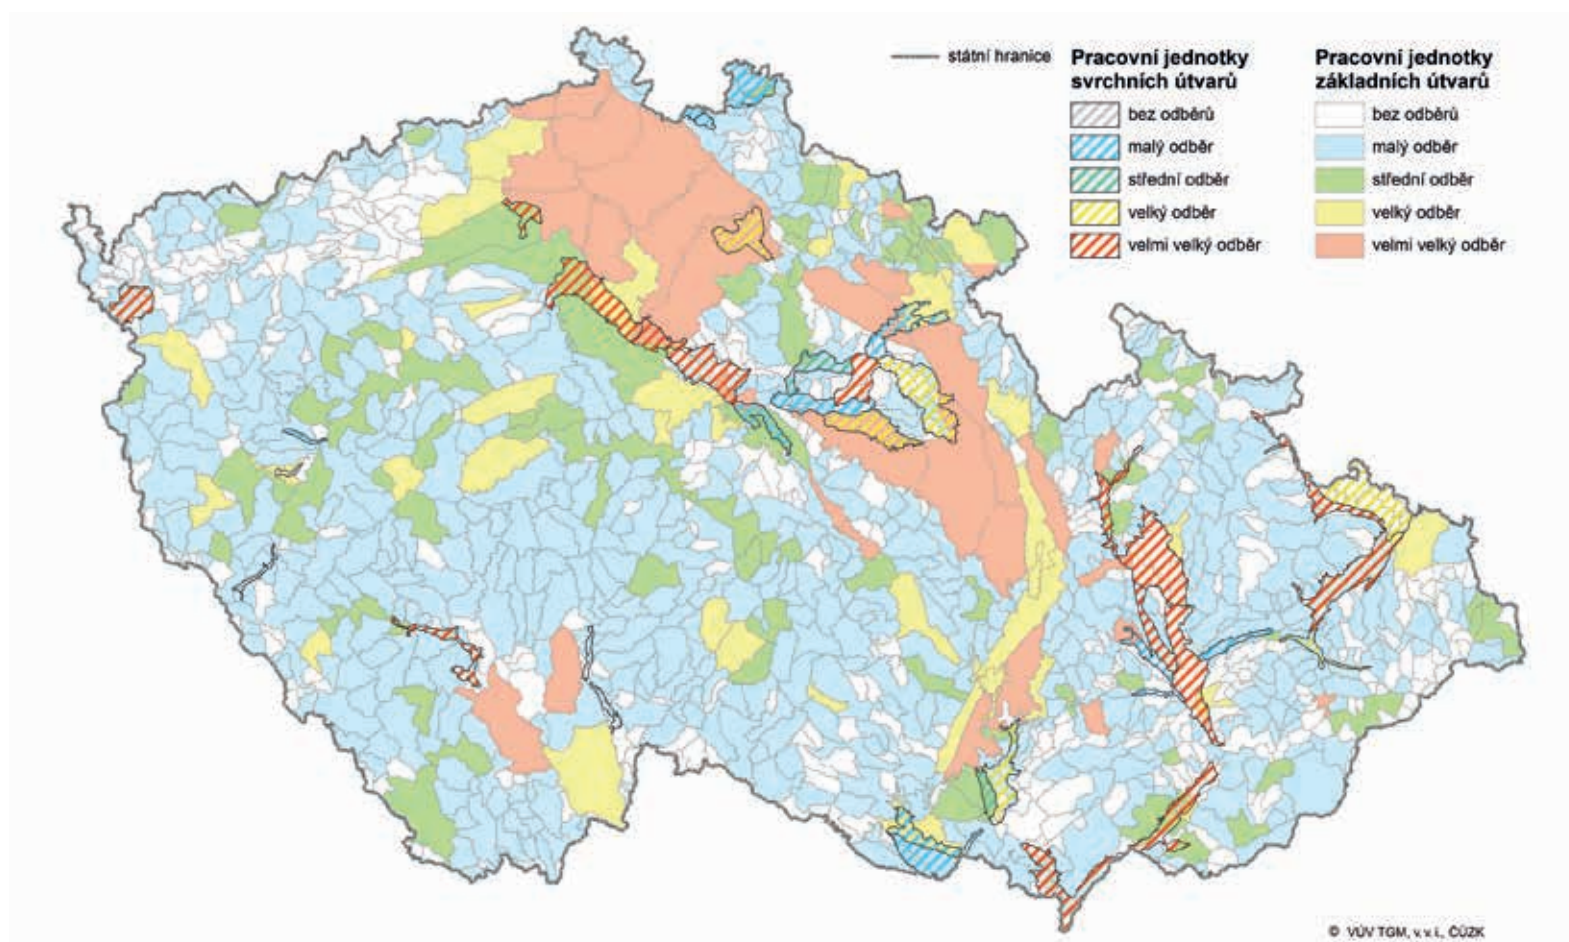 státní hranice
Pracovní jednotky
svrchních útvarů
bez odběrů
malý odběr
střední odběr
velký odběr
velmi velký odběr
Pracovní jednotky
základních útvarů
bez odběrů
malý odběr
střední odběr
velký odběr
velmi velký odběr
© VÚV TGM, v.v.i., ČÚZK